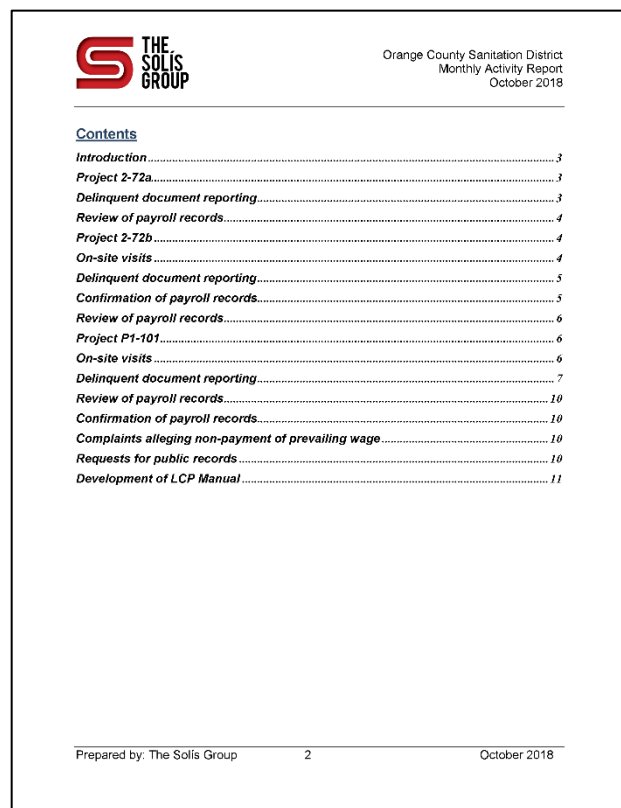 THE
SOLÍS
GROUP
Orange County Sanitation District
Monthly Activity Report
October 2018
Contents
Introduction 3
Project 2-72a 3
Delinquent document reporting 3
Review of payroll records 4
Project 2-72b 4
On-site visits 4
Delinquent document reporting 5
Confirmation of payroll records 5
Review of payroll records 6
Project P1-101 6
On-site visits 6
Delinquent document reporting 7
Review of payroll records 10
Confirmation of payroll records 10
Complaints alleging non-payment of prevailing wage 10
Requests for public records 10
Development of LCP Manual 11
Prepared by: The Solís Group 2 October 2018